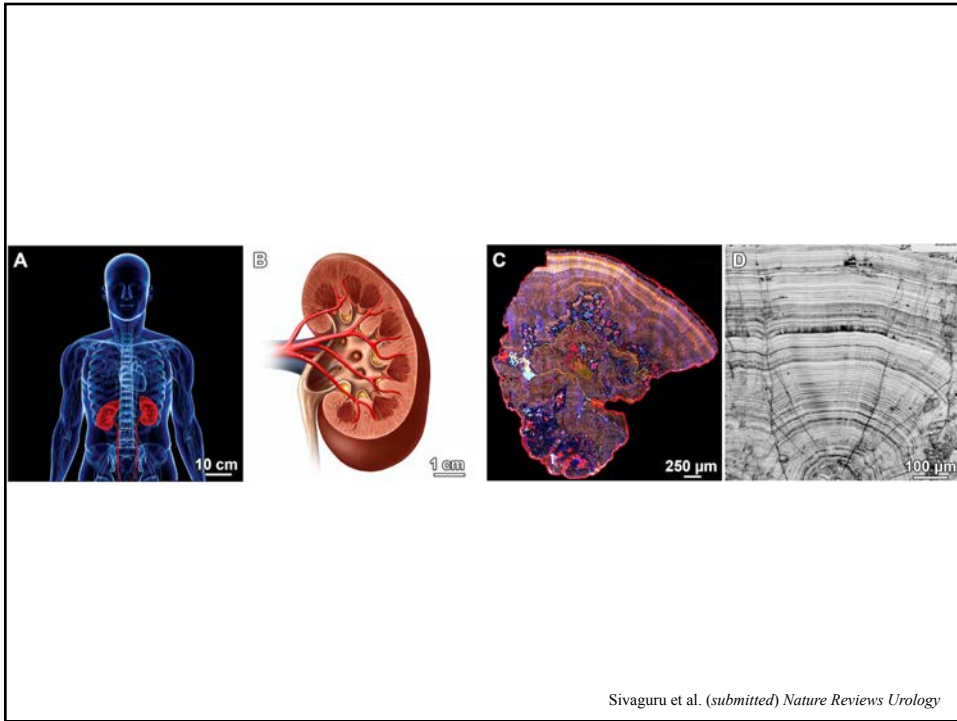 A
10 cm
B
1 cm
C
250 µm
D
100 µm
Sivaguru et al. (submitted) Nature Reviews Urology